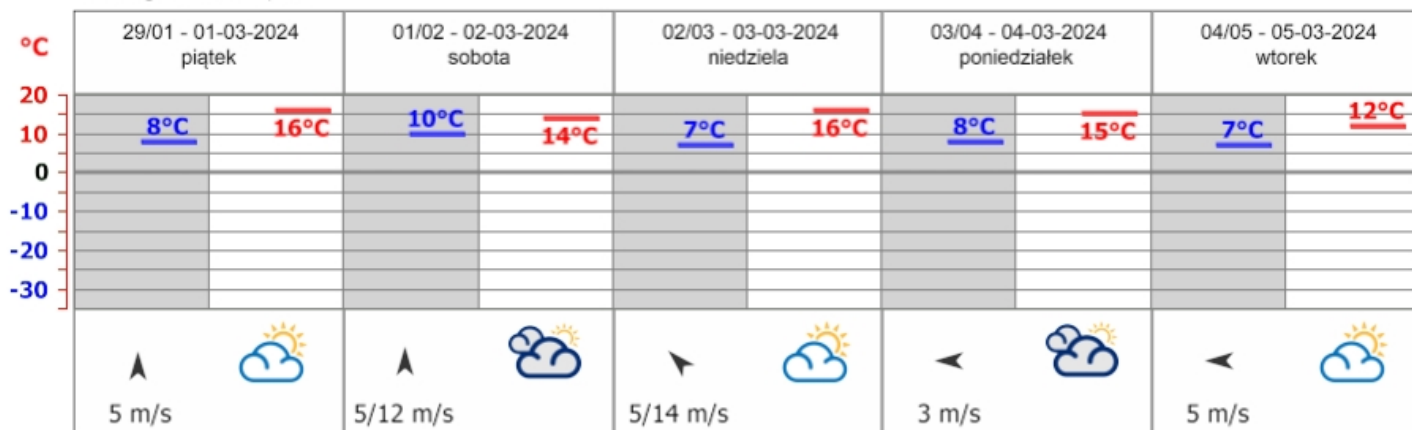 °C
29/01 - 01-03-2024
piątek
01/02 - 02-03-2024
sobota
02/03 - 03-03-2024
niedziela
03/04 - 04-03-2024
poniedziałek
04/05 - 05-03-2024
wtorek
20
10
0
-10
-20
-30
8°C
16°C
10°C
14°C
7°C
16°C
8°C
15°C
7°C
12°C
5 m/s
5/12 m/s
5/14 m/s
3 m/s
5 m/s